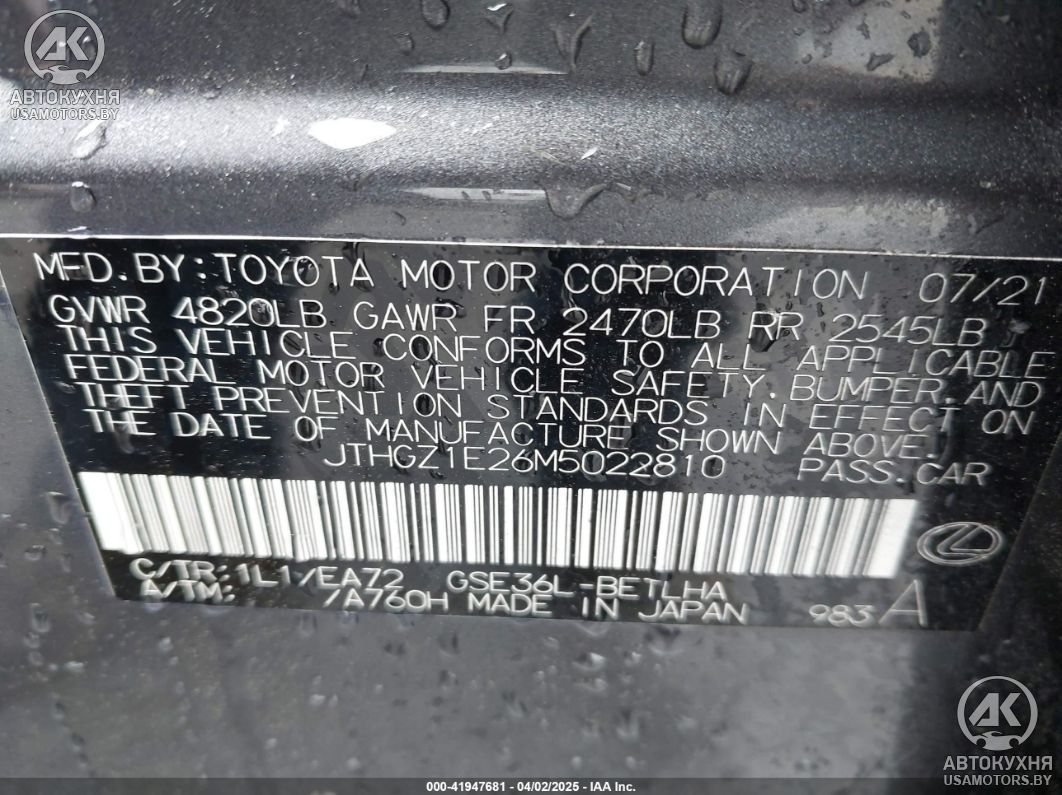 AK
АВТОКУХНЯ
USAMOTORS.BY
MFD.BY:TOYOTA MOTOR CORPORATION 07/21
GVWR 4820LB GAWR FR 2470LB RR 2545LB
THIS VEHICLE CONFORMS TO ALL APPLICABLE
FEDERAL MOTOR VEHICLE SAFETY.BUMPER.AND
THEFT PREVENTION STANDARDS IN EFFECT ON
THE DATE OF MANUFACTURE SHOWN ABOVE.
JTHGZ1E26M5022810 PASS.CAR
C/TR:1L1/EA72 GSE36L-BETLHA
A/TM: /A760H MADE IN JAPAN 983 A
AK
АВТОКУХНЯ
USAMOTORS.BY
000-41947681 | 04/02/2025 - IAA Inc.